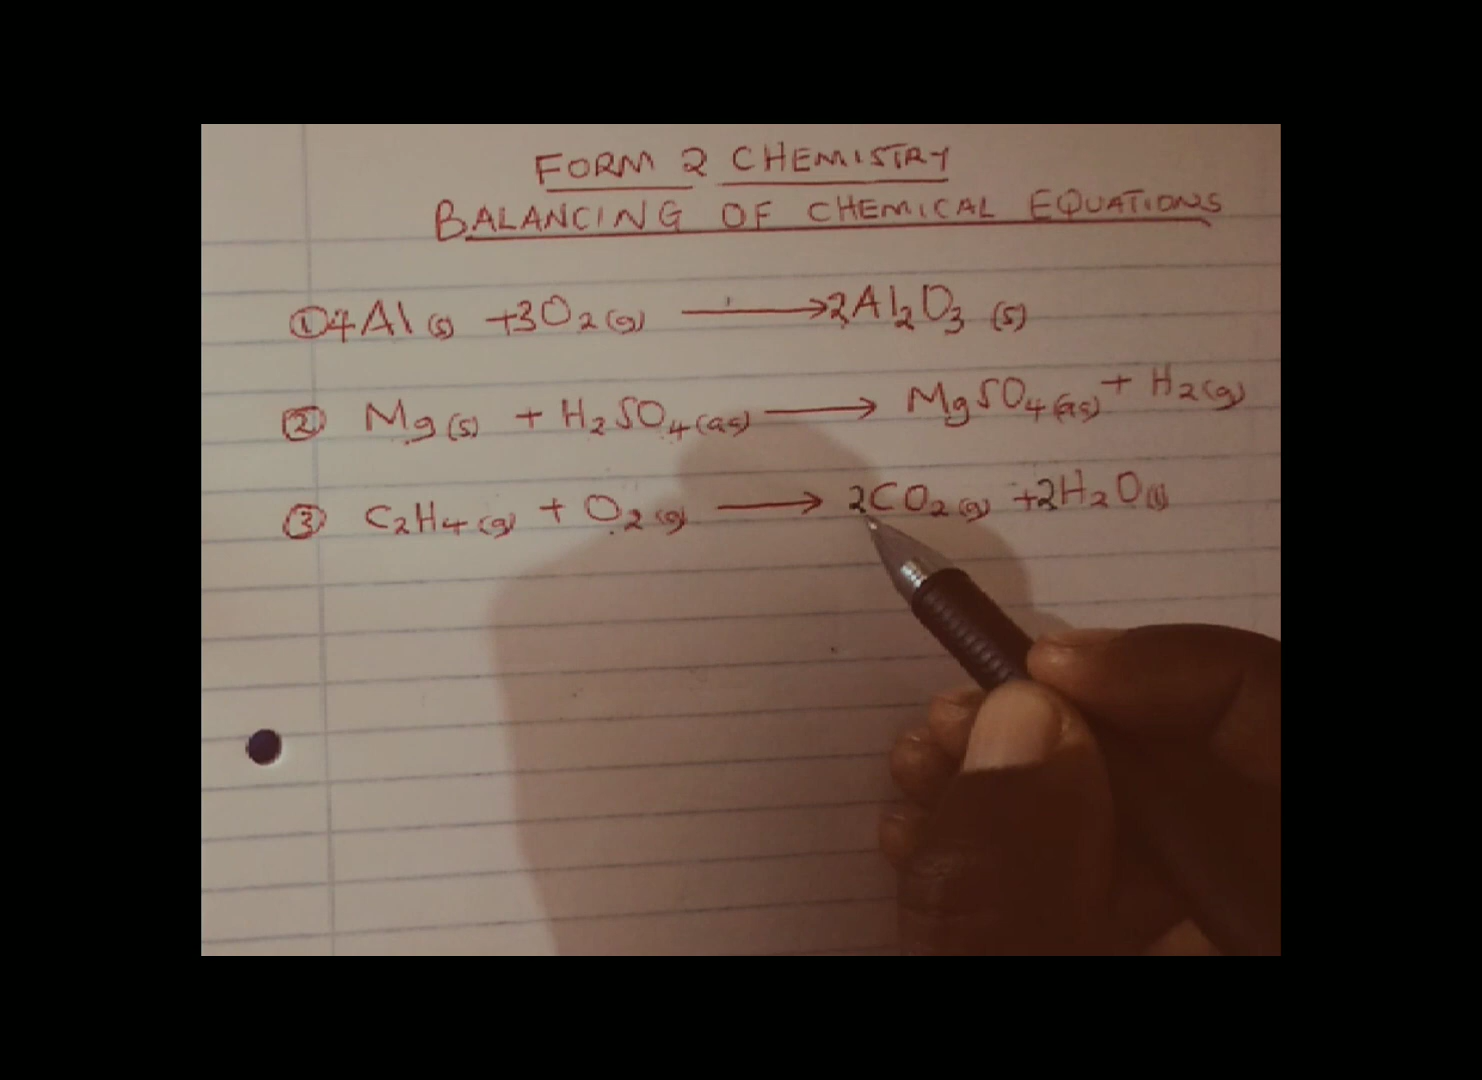 FORM 2 CHEMISTRY
BALANCING OF CHEMICAL EQUATIONS
① 4Al(s) + 3O₂(g) → 2Al₂O₃(s)
② Mg(s) + H₂SO₄(aq) → MgSO₄(aq) + H₂(g)
③ C₂H₄(g) + O₂(g) → 2CO₂(g) + 2H₂O(l)